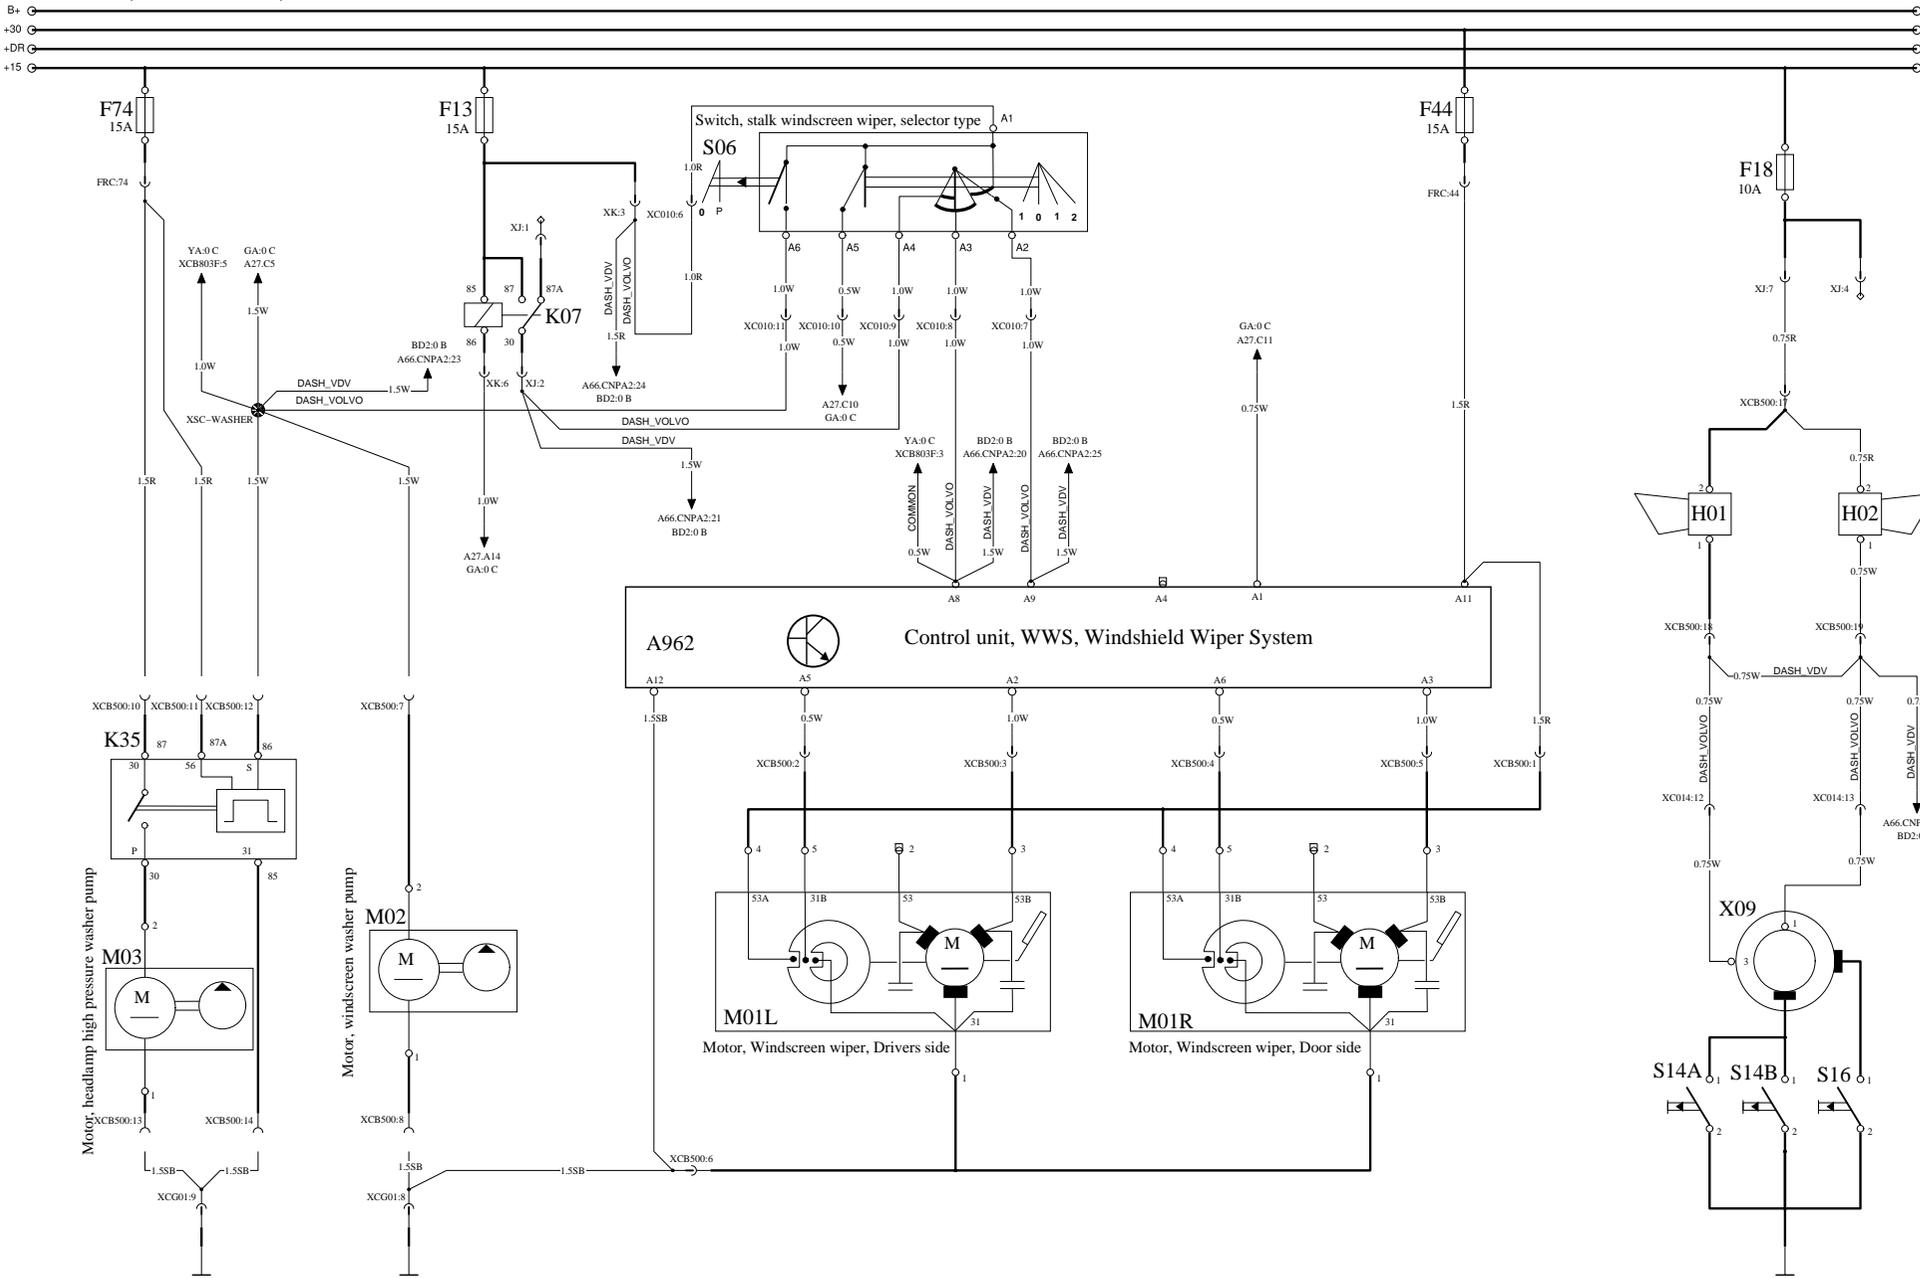 B+
+30
+DR
+15
F74
15A
F13
15A
Switch, stalk windscreen wiper, selector type
A1
S06
1.0R
F44
15A
F18
10A
FRC:74
XK:3
XC010:6
0
P
1
0
1
2
FRC:44
XJ:1
A6
A5
A4
A3
A2
YA:0 C
XCB803F:5
GA:0 C
A27.C5
DASH_VDV
DASH_VOLVO
1.0R
85
87
87A
1.0W
0.5W
1.0W
1.0W
1.0W
XJ:7
XJ:4
1.5W
K07
XC010:11
XC010:10
XC010:9
XC010:8
XC010:7
GA:0 C
A27.C11
86
30
1.5R
0.75R
BD2:0 B
A66.CNPA2:23
1.0W
0.5W
1.0W
1.0W
1.0W
1.0W
DASH_VDV
1.5W
XK:6
XJ:2
A66.CNPA2:24
BD2:0 B
DASH_VOLVO
A27.C10
GA:0 C
0.75W
1.5R
XCB500:17
XSC-WASHER
DASH_VOLVO
DASH_VDV
YA:0 C
XCB803F:3
BD2:0 B
A66.CNPA2:20
BD2:0 B
A66.CNPA2:25
0.75R
1.5W
1.5R
1.5R
1.5W
1.5W
1.0W
COMMON
DASH_VOLVO
DASH_VDV
DASH_VOLVO
DASH_VDV
2
2
H01
H02
A66.CNPA2:21
BD2:0 B
1
1
A27.A14
GA:0 C
0.5W
1.5W
1.5W
0.75W
A8
A9
A4
A1
A11
A962
Control unit, WWS, Windshield Wiper System
XCB500:18
XCB500:19
A12
A5
A2
A6
A3
0.75W
DASH_VDV
XCB500:10
XCB500:11
XCB500:12
XCB500:7
1.5SB
0.5W
1.0W
0.5W
1.0W
1.5R
0.75W
0.75W
K35
87
87A
86
DASH_VOLVO
DASH_VOLVO
DASH_VDV
30
56
S
XCB500:2
XCB500:3
XCB500:4
XCB500:5
XCB500:1
XC014:12
XC014:13
P
31
4
5
2
3
4
5
2
3
30
85
0.75W
0.75W
2
53A
31B
53
53B
53A
31B
53
53B
2
M02
X09
1
M03
M
M
M
3
M
M01L
31
M01R
31
Motor, headlamp high pressure washer pump
Motor, windscreen washer pump
Motor, Windscreen wiper, Drivers side
Motor, Windscreen wiper, Door side
1
1
1
1
S14A
1
S14B
1
S16
1
XCB500:13
XCB500:14
XCB500:8
2
2
2
1.5SB
1.5SB
1.5SB
1.5SB
XCB500:6
XCG01:9
XCG01:8